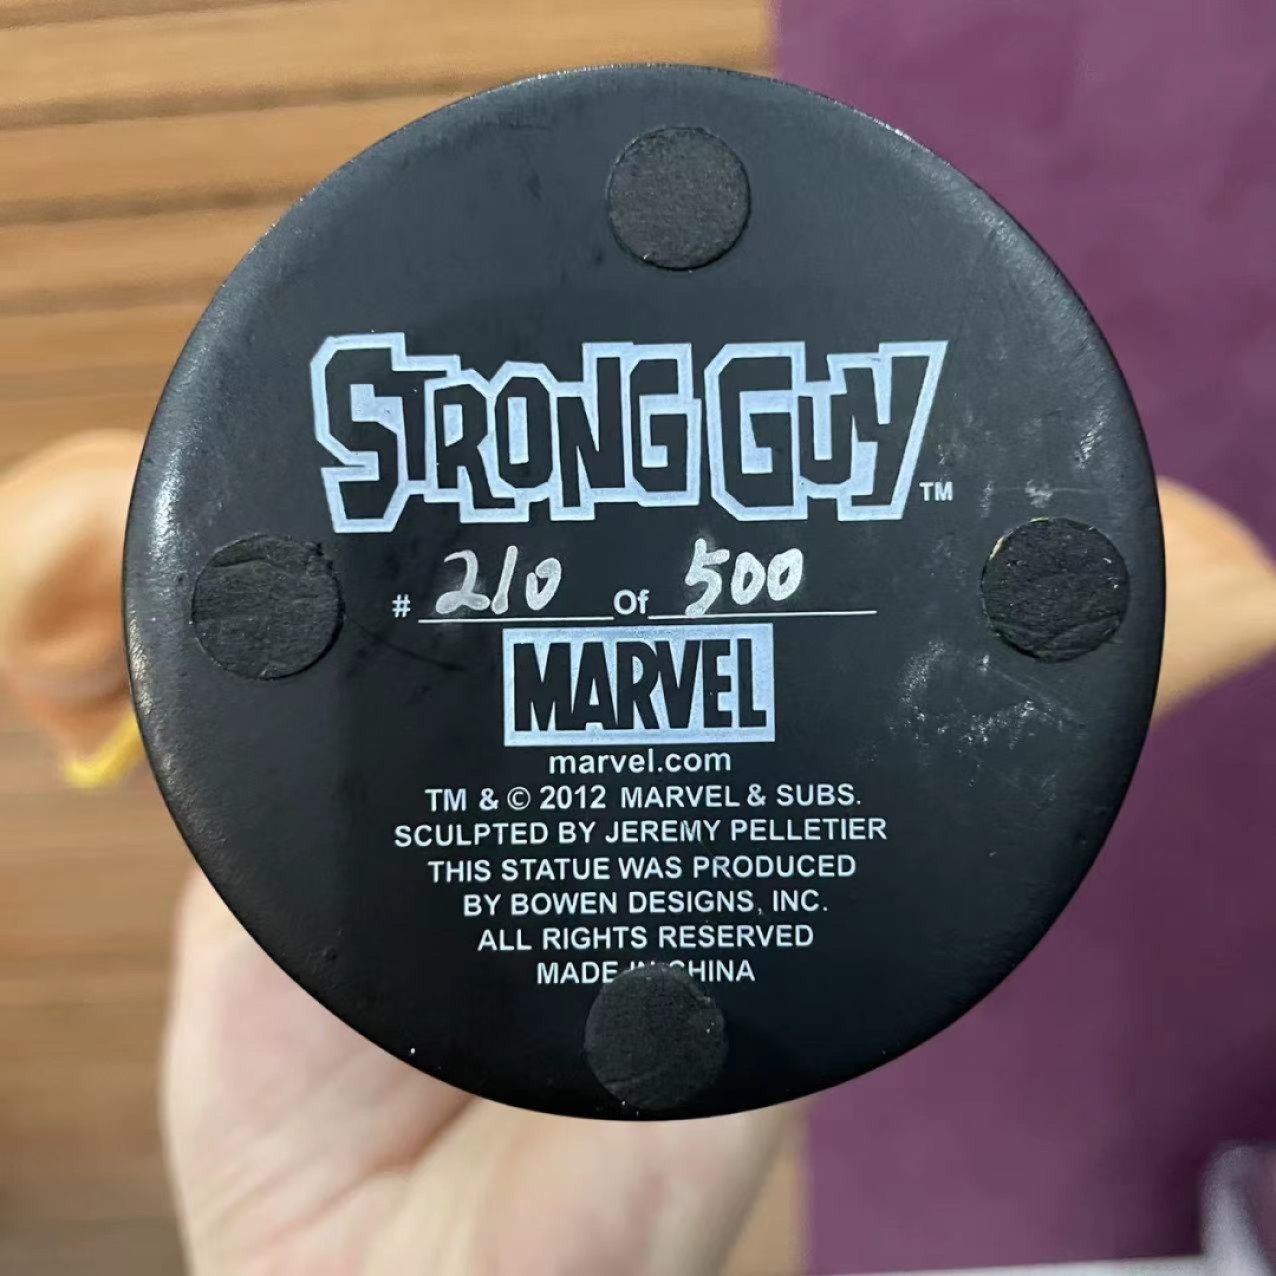 STRONG GUY™
# 210 Of 500
MARVEL
marvel.com
TM & © 2012 MARVEL & SUBS.
SCULPTED BY JEREMY PELLETIER
THIS STATUE WAS PRODUCED
BY BOWEN DESIGNS, INC.
ALL RIGHTS RESERVED
MADE IN CHINA